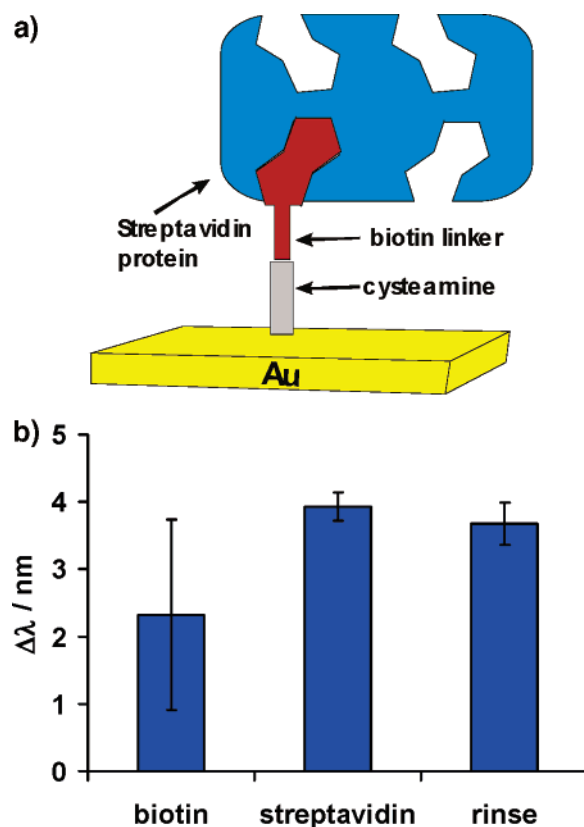 a)
Streptavidin
protein
biotin linker
cysteamine
Au
b)
5
4
3
2
1
0
Δλ / nm
biotin streptavidin rinse